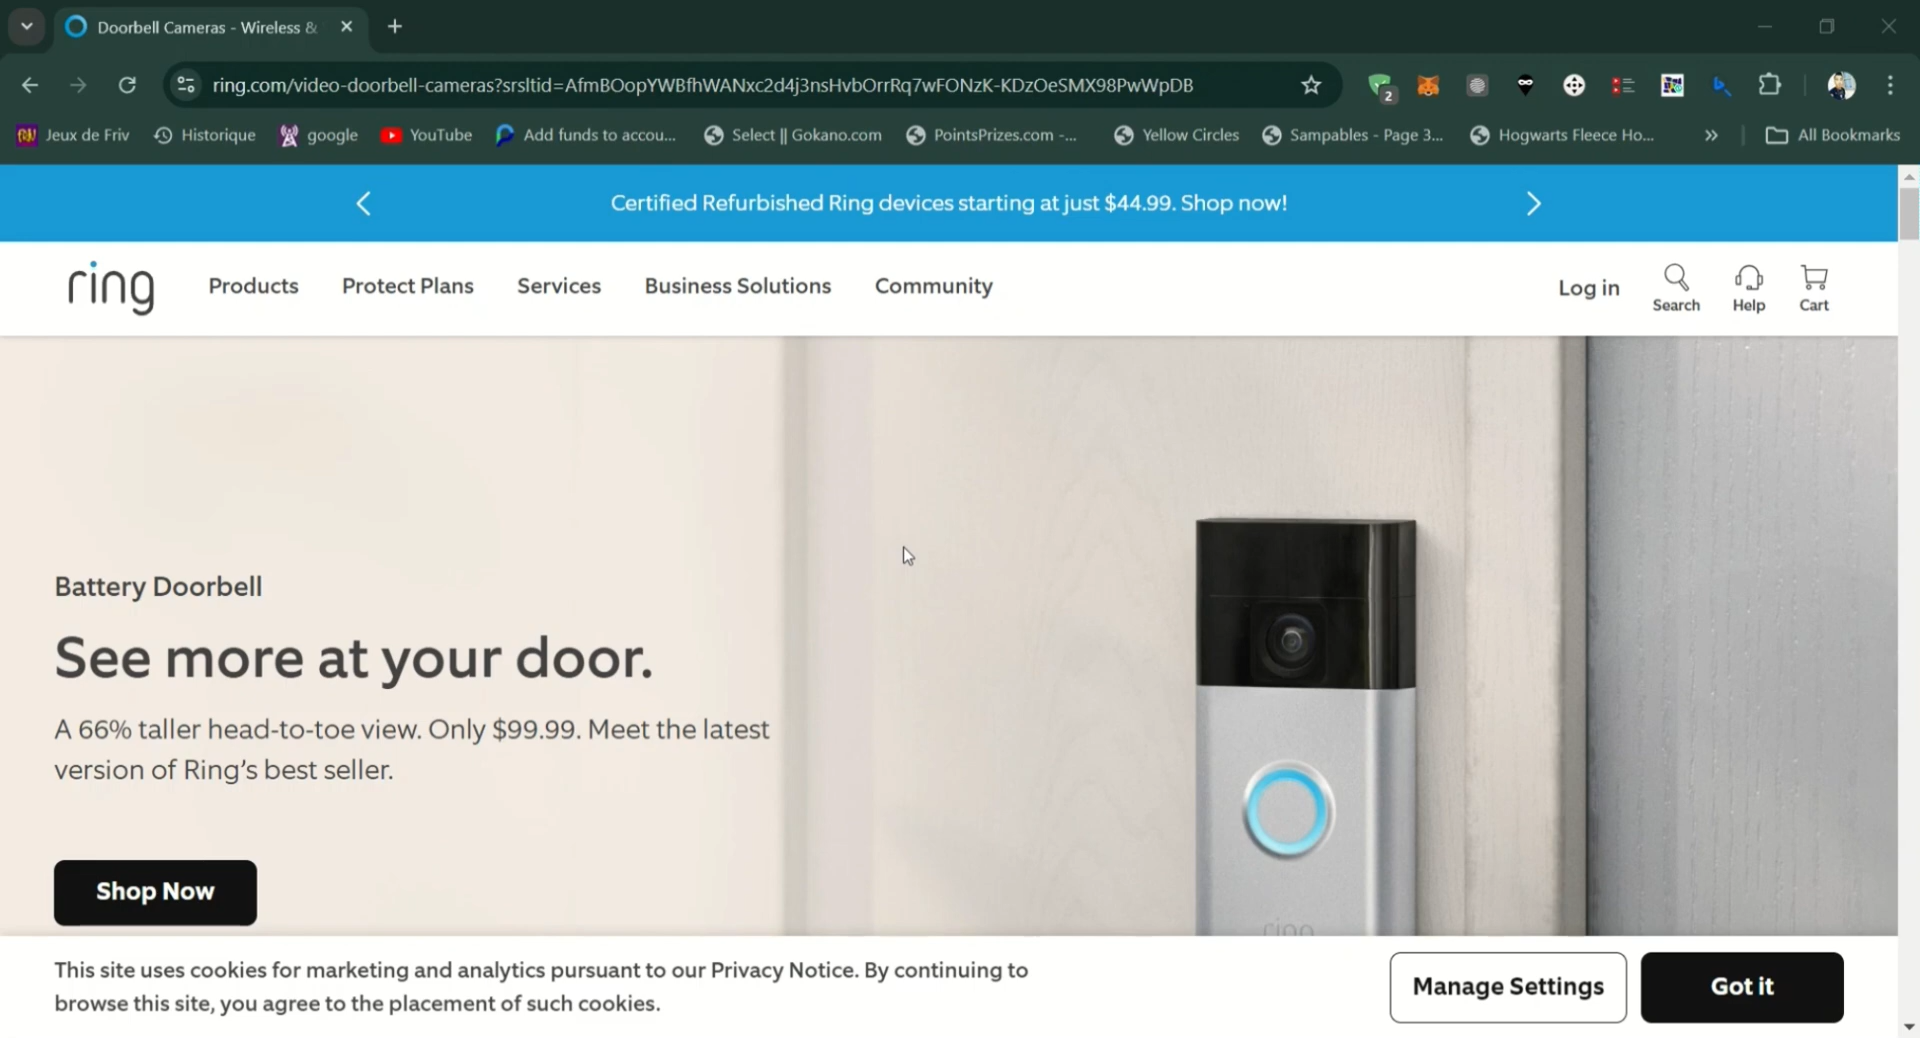 Doorbell Cameras - Wireless &
ring.com/video-doorbell-cameras?srsltid=AfmBOopYWBfhWANxc2d4j3nsHvbOrrRq7wFONzK-KDzOeSMX98PwWpDB
2
Jeux de Friv
Historique
google
YouTube
Add funds to accou...
Select || Gokano.com
PointsPrizes.com -...
Yellow Circles
Sampables - Page 3...
Hogwarts Fleece Ho...
All Bookmarks
Certified Refurbished Ring devices starting at just $44.99. Shop now!
ring
Products
Protect Plans
Services
Business Solutions
Community
Log in
Search
Help
Cart
Battery Doorbell
See more at your door.
A 66% taller head-to-toe view. Only $99.99. Meet the latest
version of Ring's best seller.
Shop Now
ring
This site uses cookies for marketing and analytics pursuant to our Privacy Notice. By continuing to
browse this site, you agree to the placement of such cookies.
Manage Settings
Got it